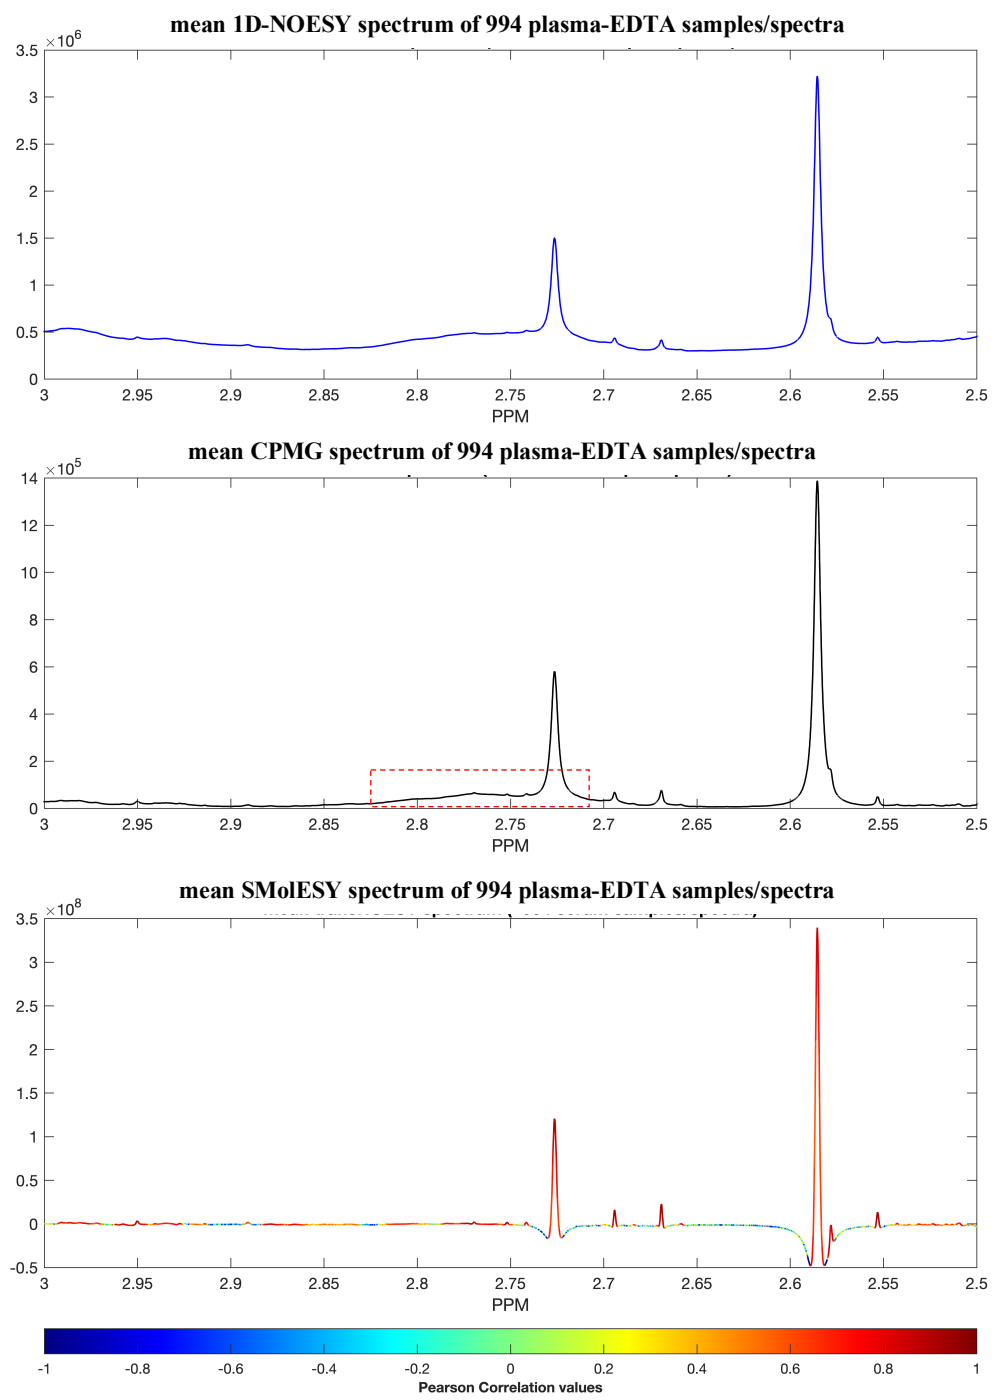 mean 1D-NOESY spectrum of 994 plasma-EDTA samples/spectra
×10⁶
3.5
3
2.5
2
1.5
1
0.5
0
3 2.95 2.9 2.85 2.8 2.75 2.7 2.65 2.6 2.55 2.5
PPM
mean CPMG spectrum of 994 plasma-EDTA samples/spectra
×10⁵
14
12
10
8
6
4
2
0
3 2.95 2.9 2.85 2.8 2.75 2.7 2.65 2.6 2.55 2.5
PPM
mean SMolESY spectrum of 994 plasma-EDTA samples/spectra
×10⁸
3.5
3
2.5
2
1.5
1
0.5
0
-0.5
3 2.95 2.9 2.85 2.8 2.75 2.7 2.65 2.6 2.55 2.5
PPM
-1 -0.8 -0.6 -0.4 -0.2 0 0.2 0.4 0.6 0.8 1
Pearson Correlation values